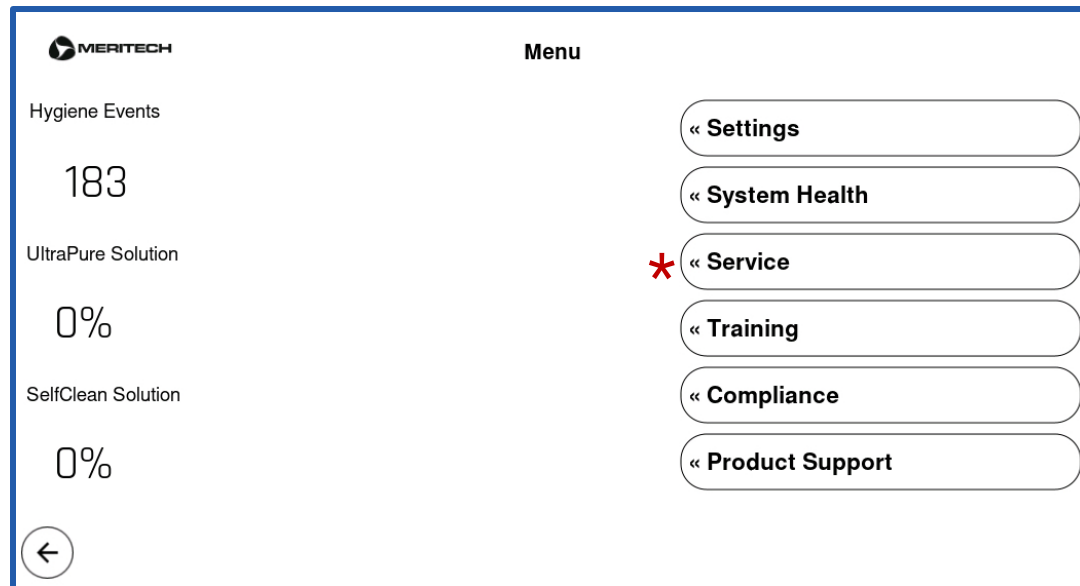 MERITECH
Menu
Hygiene Events
183
UltraPure Solution
0%
SelfClean Solution
0%
« Settings
« System Health
* « Service
« Training
« Compliance
« Product Support